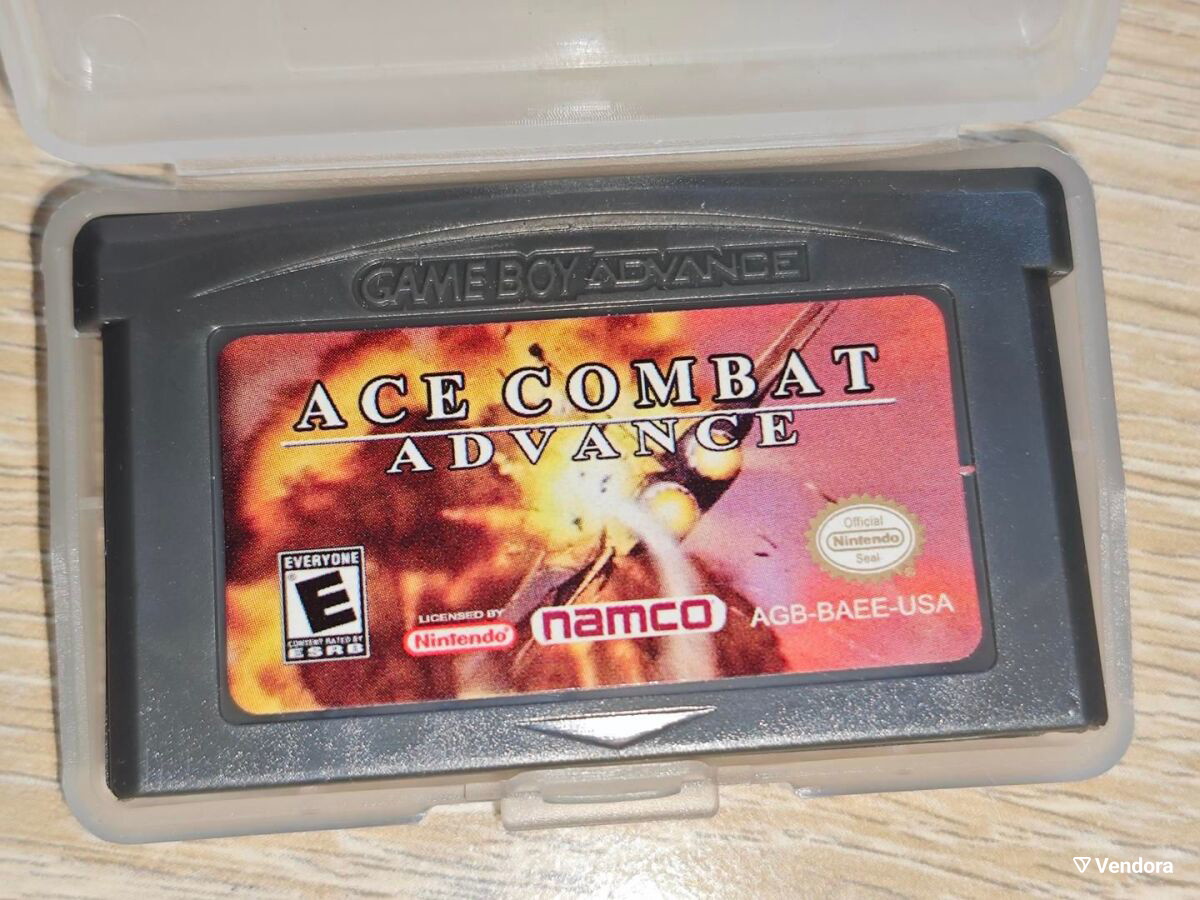 GAME BOY ADVANCE
ACE COMBAT
ADVANCE
Official
Nintendo
Seal
EVERYONE
E
CONTENT RATED BY
ESRB
LICENSED BY
Nintendo
namco
AGB-BAEE-USA
Vendora